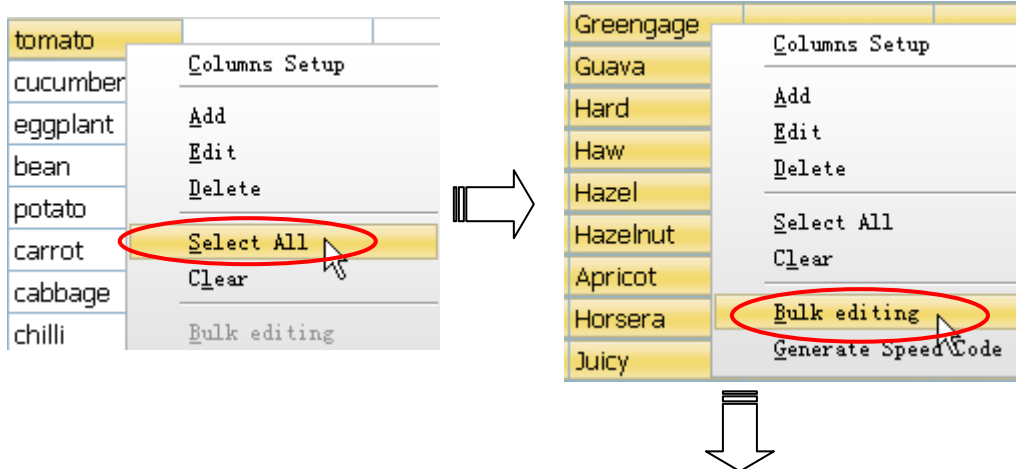 tomato
cucumber
eggplant
bean
potato
carrot
cabbage
chilli
Columns Setup
Add
Edit
Delete
Select All
Clear
Bulk editing
Greengage
Guava
Hard
Haw
Hazel
Hazelnut
Apricot
Horsera
Juicy
Columns Setup
Add
Edit
Delete
Select All
Clear
Bulk editing
Generate Speed Code